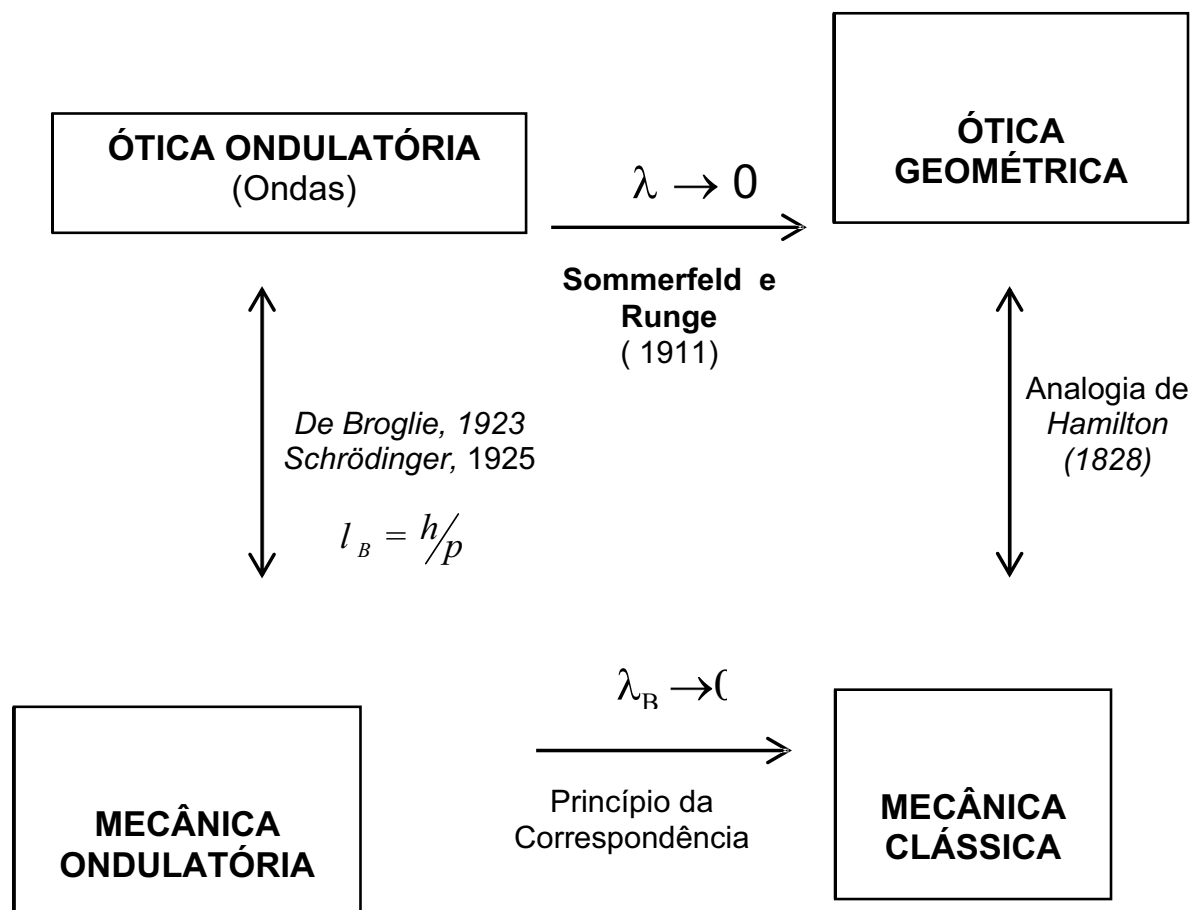 ÓTICA ONDULATÓRIA
(Ondas)
ÓTICA
GEOMÉTRICA
λ → 0
Sommerfeld e
Runge
( 1911)
De Broglie, 1923
Schrödinger, 1925
l B = h/p
Analogia de
Hamilton
(1828)
λB →
Princípio da
Correspondência
MECÂNICA
ONDULATÓRIA
MECÂNICA
CLÁSSICA